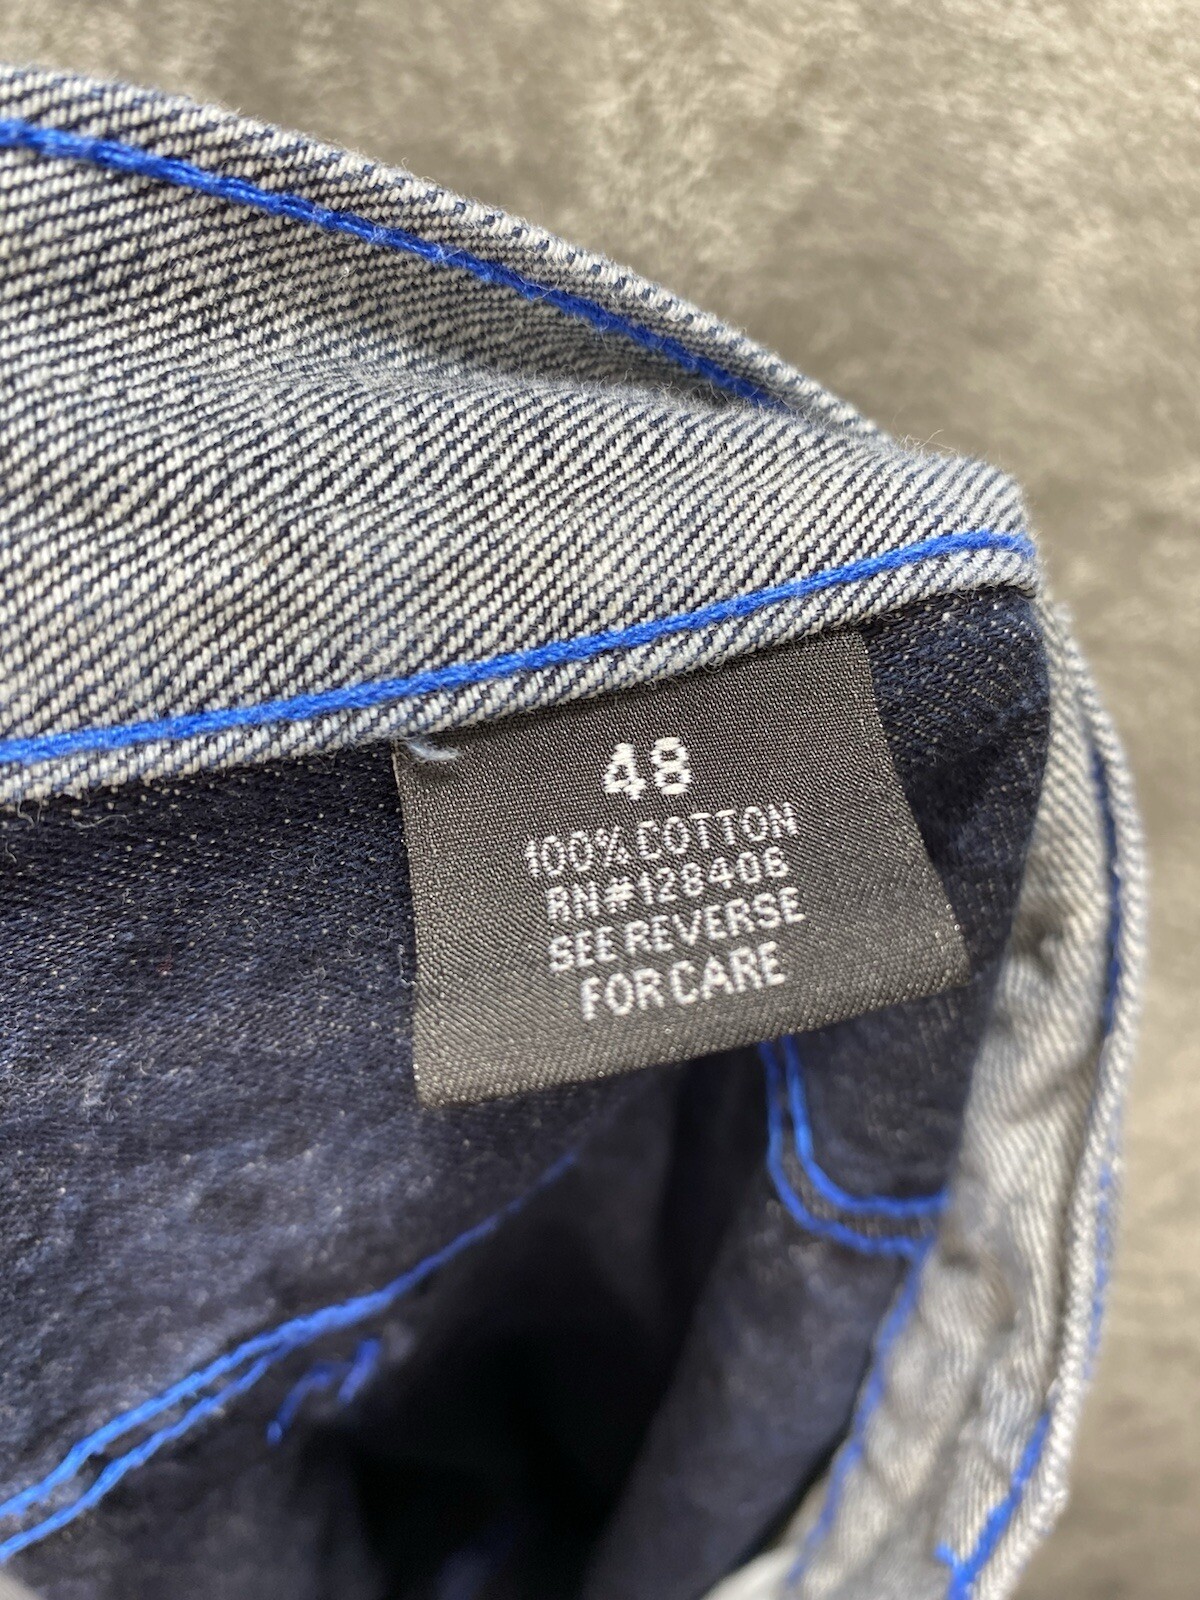 48
100% COTTON
RN#128406
SEE REVERSE
FOR CARE